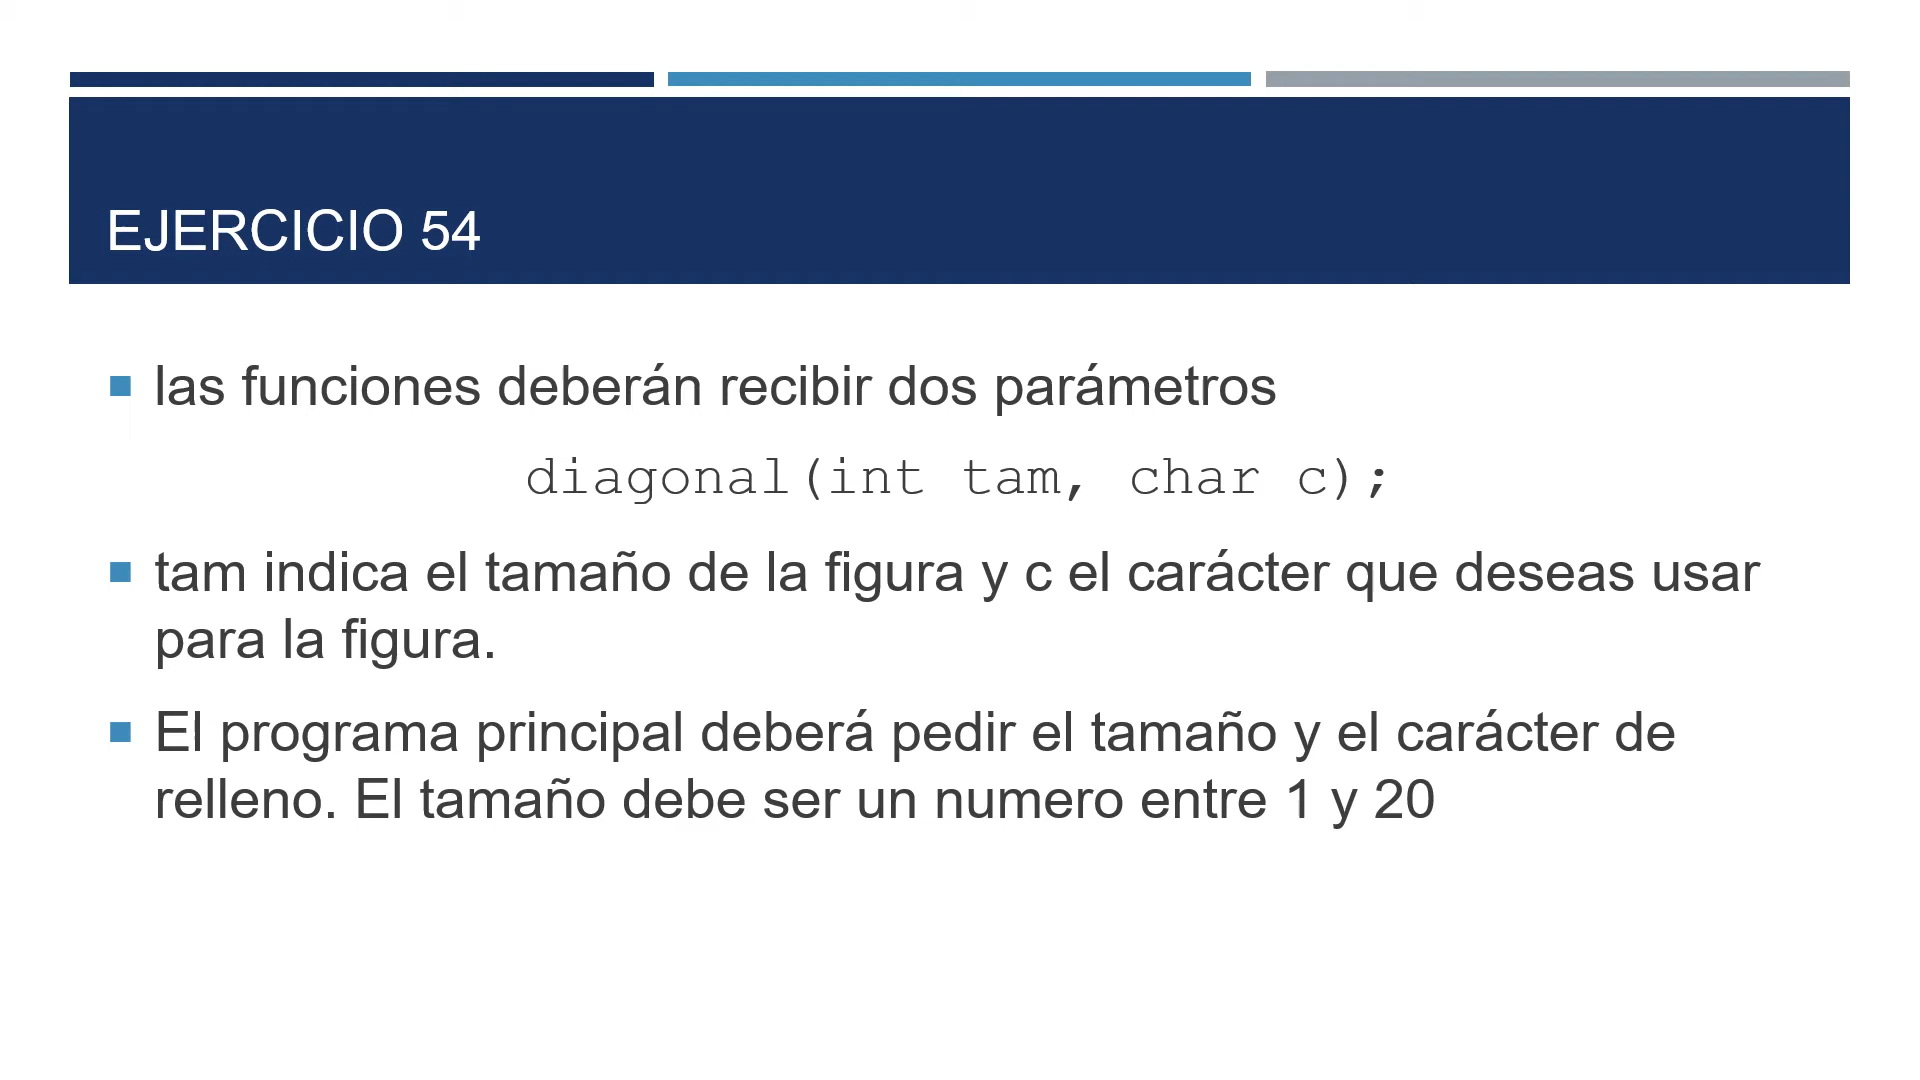 EJERCICIO 54
las funciones deberán recibir dos parámetros
diagonal(int tam, char c);
tam indica el tamaño de la figura y c el carácter que deseas usar
para la figura.
El programa principal deberá pedir el tamaño y el carácter de
relleno. El tamaño debe ser un numero entre 1 y 20